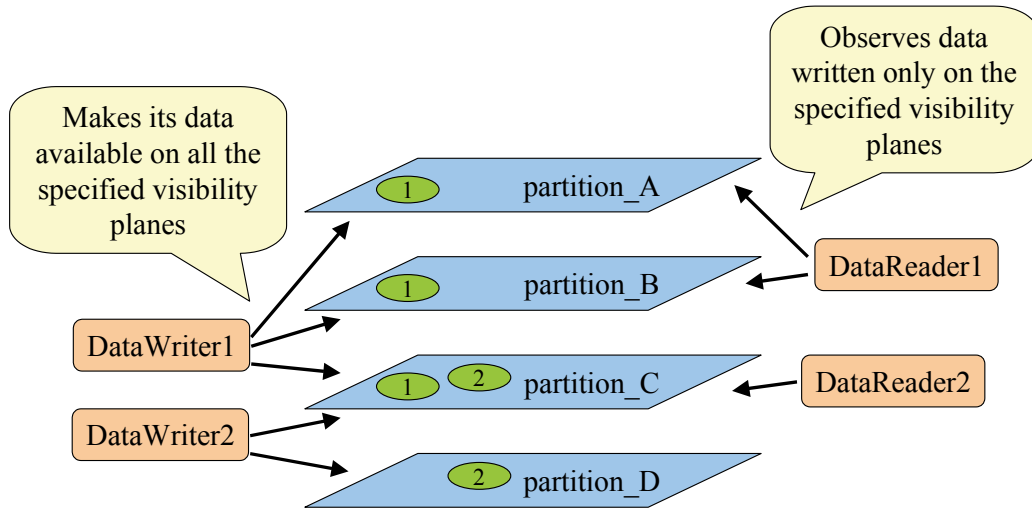 Observes data
written only on the
specified visibility
planes
Makes its data
available on all the
specified visibility
planes
1 partition_A
1 partition_B
DataReader1
DataWriter1
1 2 partition_C
DataReader2
DataWriter2
2 partition_D